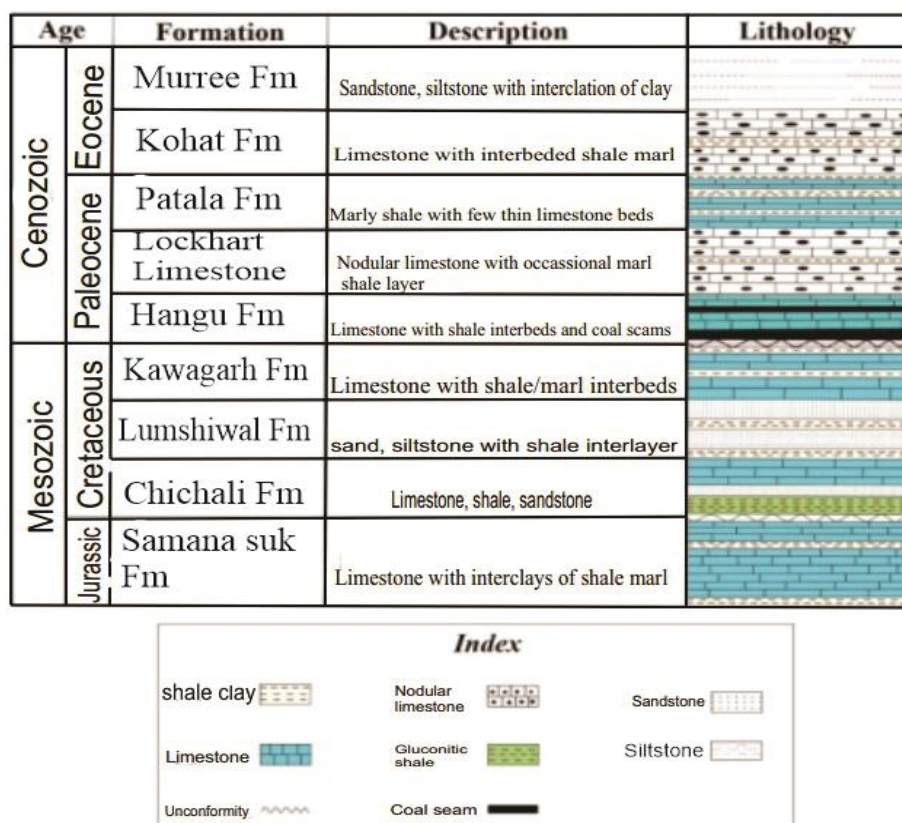 Age Formation Description Lithology
Cenozoic
Eocene
Murree Fm
Sandstone, siltstone with interclation of clay
Kohat Fm
Limestone with interbeded shale marl
Paleocene
Patala Fm
Marly shale with few thin limestone beds
Lockhart
Limestone
Nodular limestone with occassional marl
shale layer
Hangu Fm
Limestone with shale interbeds and coal scams
Mesozoic
Cretaceous
Kawagarh Fm
Limestone with shale/marl interbeds
Lumshiwal Fm
sand, siltstone with shale interlayer
Chichali Fm
Limestone, shale, sandstone
Jurassic
Samana suk
Fm
Limestone with interclays of shale marl
Index
shale clay
Nodular
limestone
Sandstone
Limestone
Gluconitic
shale
Siltstone
Unconformity
Coal seam